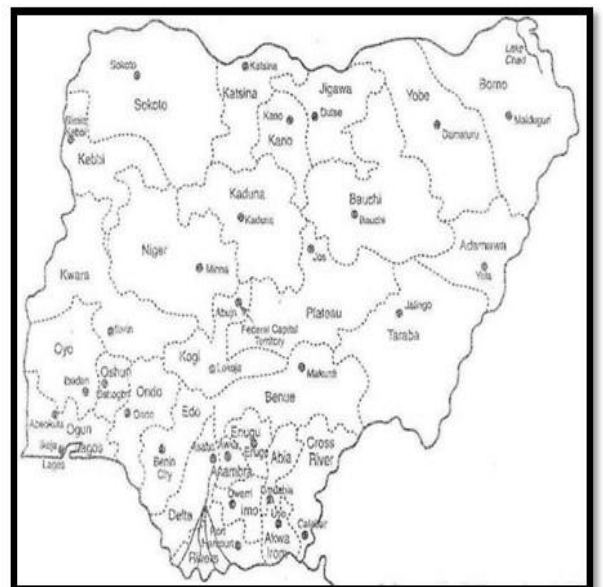 Lake
Chad
Sokoto
Katsina
Sokoto
Katsina
Jigawa
Yobe
Borno
Kano
Dutse
Maiduguri
Kano
Damaturu
Birnin
Kebbi
Kebbi
Kaduna
Kaduna
Bauchi
Bauchi
Niger
Minna
Jos
Adamawa
Yola
Kwara
Abuja
Federal Capital
Territory
Plateau
Jalingo
Taraba
Ilorin
Oyo
Kogi
Lokoja
Makurdi
Oshun
Ibadan
Ondo
Edo
Benue
Abeokuta
Ogun
Enugu
Enugu
Cross
River
Ikeja
Lagos
Lagos
Benin
City
Asaba
Awka
Anambra
Abia
Owerri
Imo
Delta
Port
Harcourt
Rivers
Uyo
Akwa
Ibom
Calabar